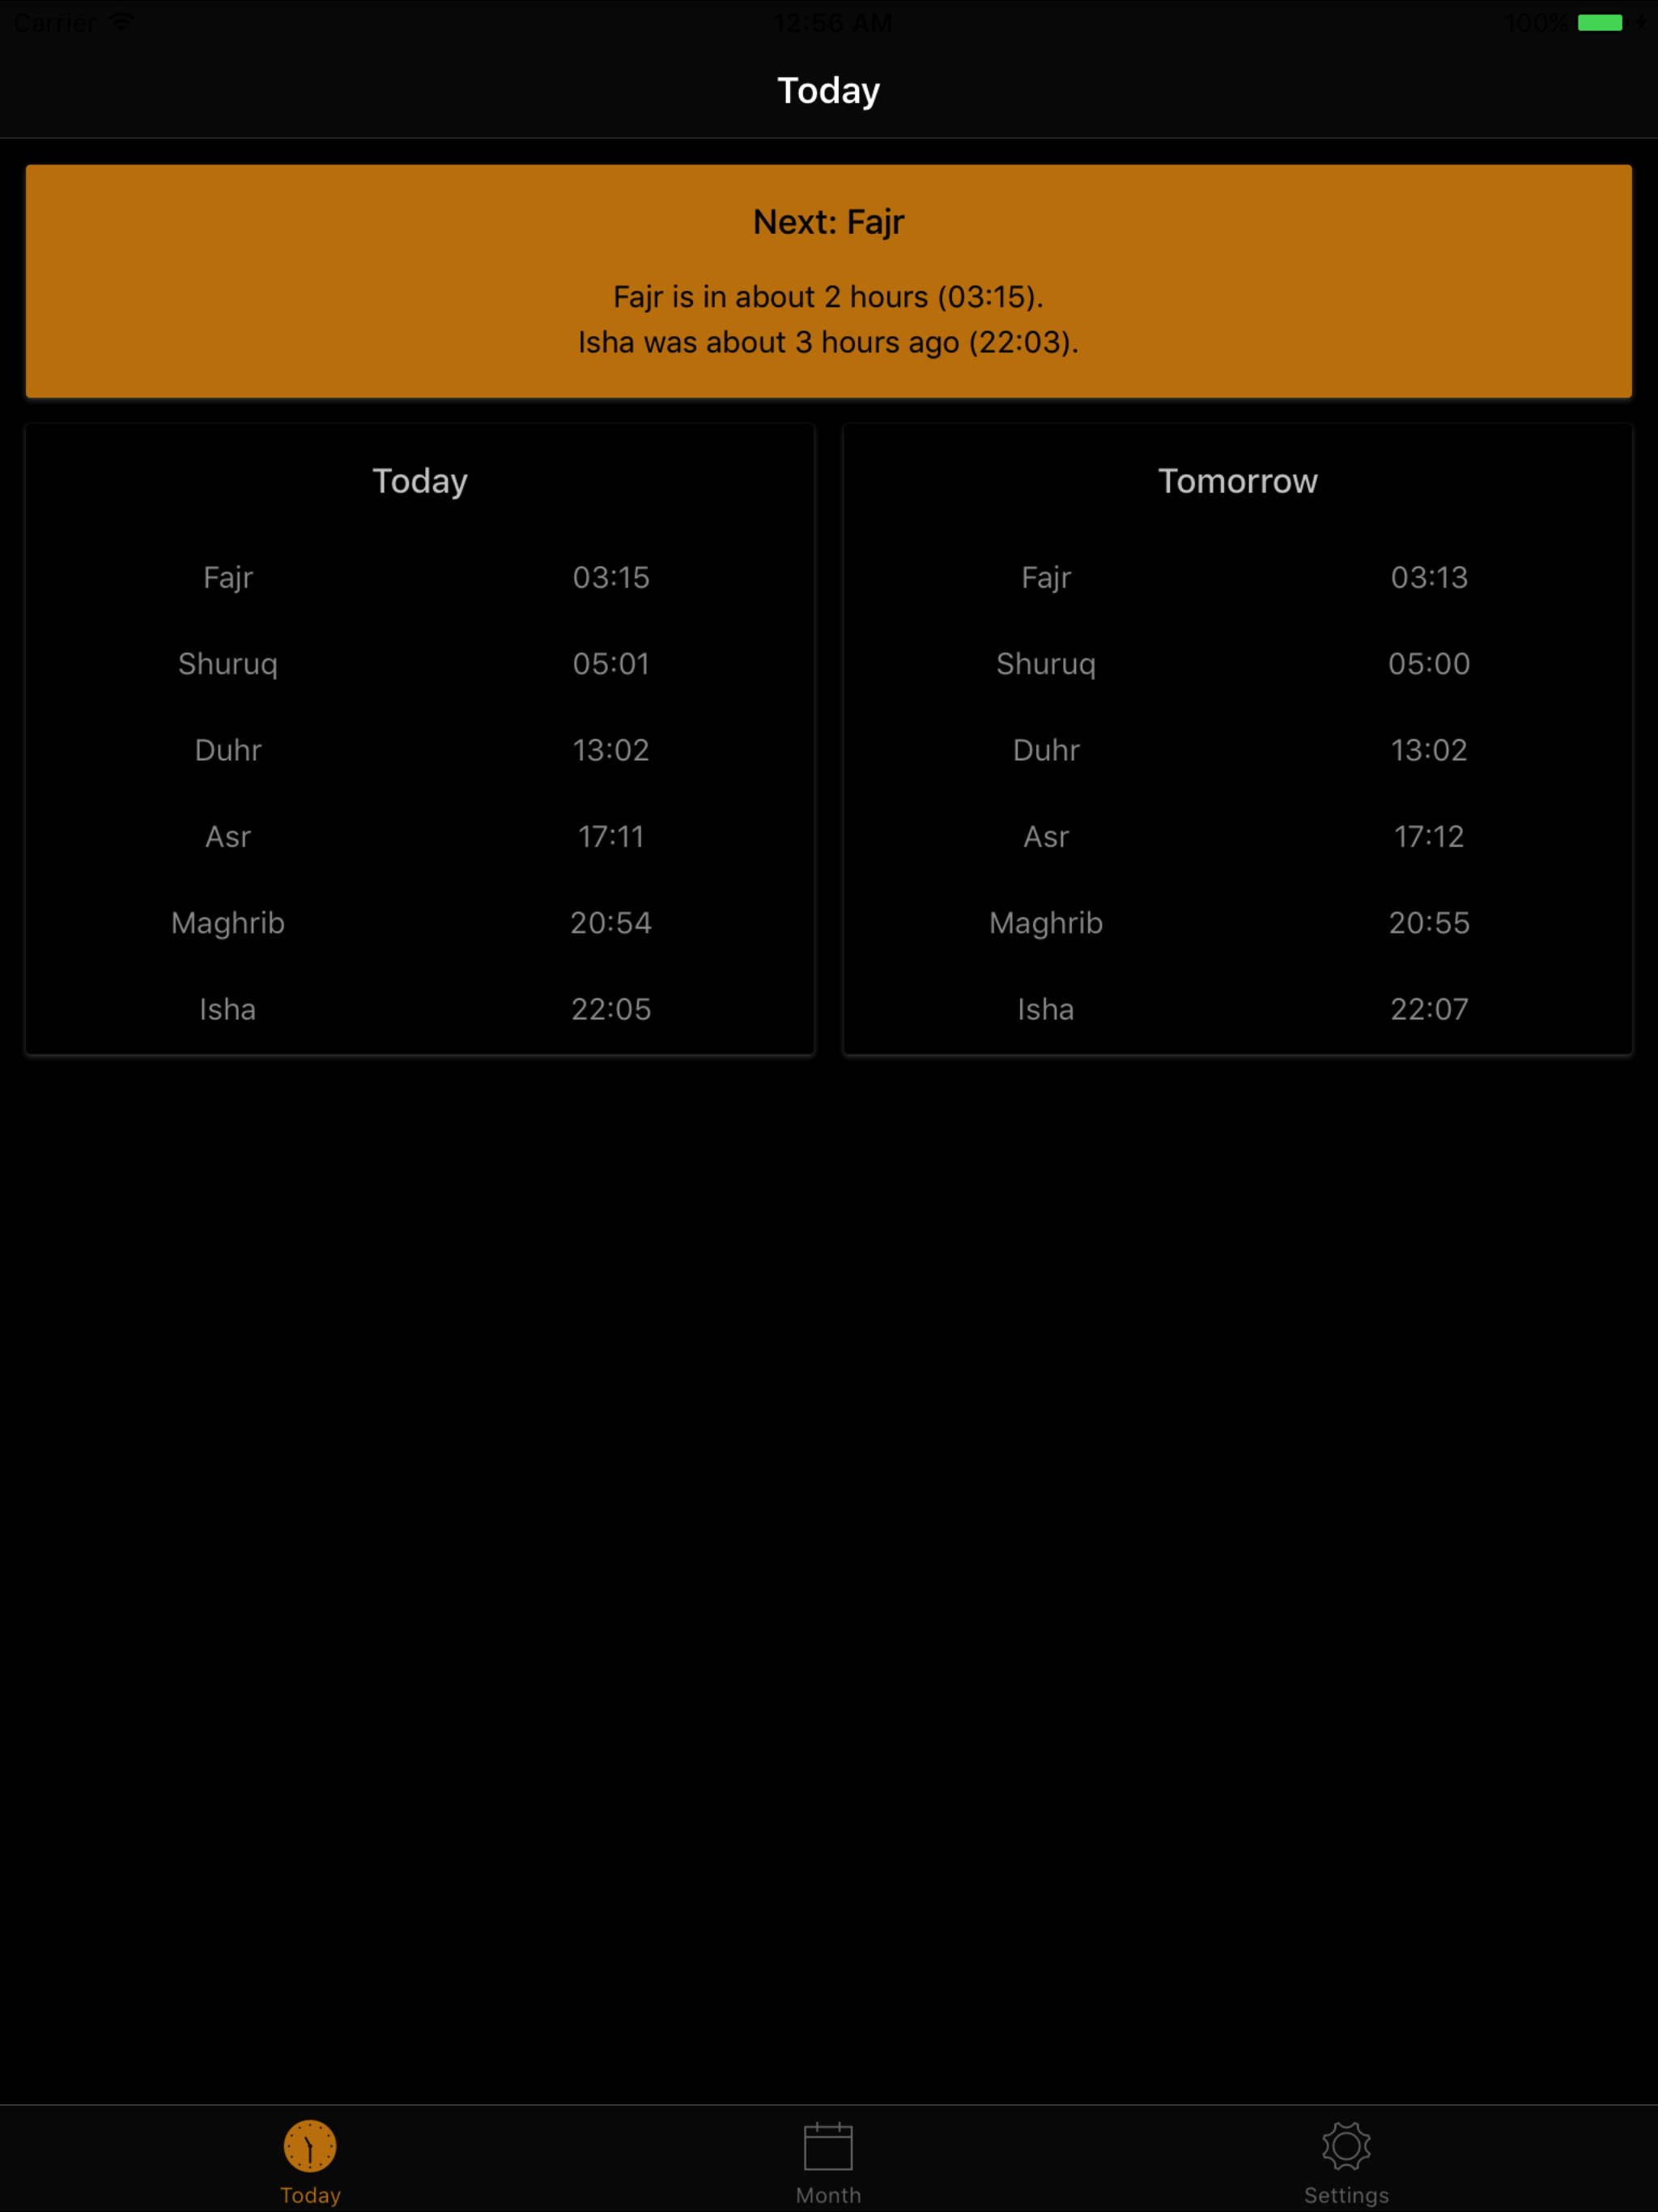 Carrier
12:56 AM
100%
Today
Next: Fajr
Fajr is in about 2 hours (03:15).
Isha was about 3 hours ago (22:03).
Today
Fajr 03:15
Shuruq 05:01
Duhr 13:02
Asr 17:11
Maghrib 20:54
Isha 22:05
Tomorrow
Fajr 03:13
Shuruq 05:00
Duhr 13:02
Asr 17:12
Maghrib 20:55
Isha 22:07
Today
Month
Settings